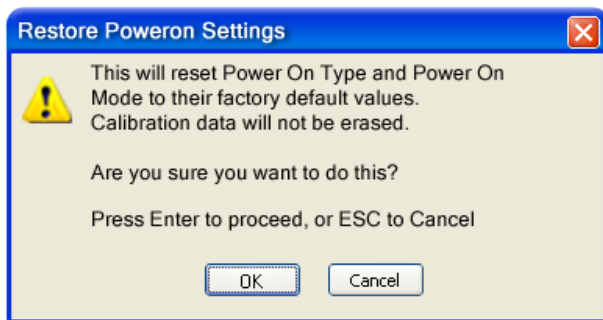 Restore Poweron Settings
This will reset Power On Type and Power On
Mode to their factory default values.
Calibration data will not be erased.
Are you sure you want to do this?
Press Enter to proceed, or ESC to Cancel
OK
Cancel